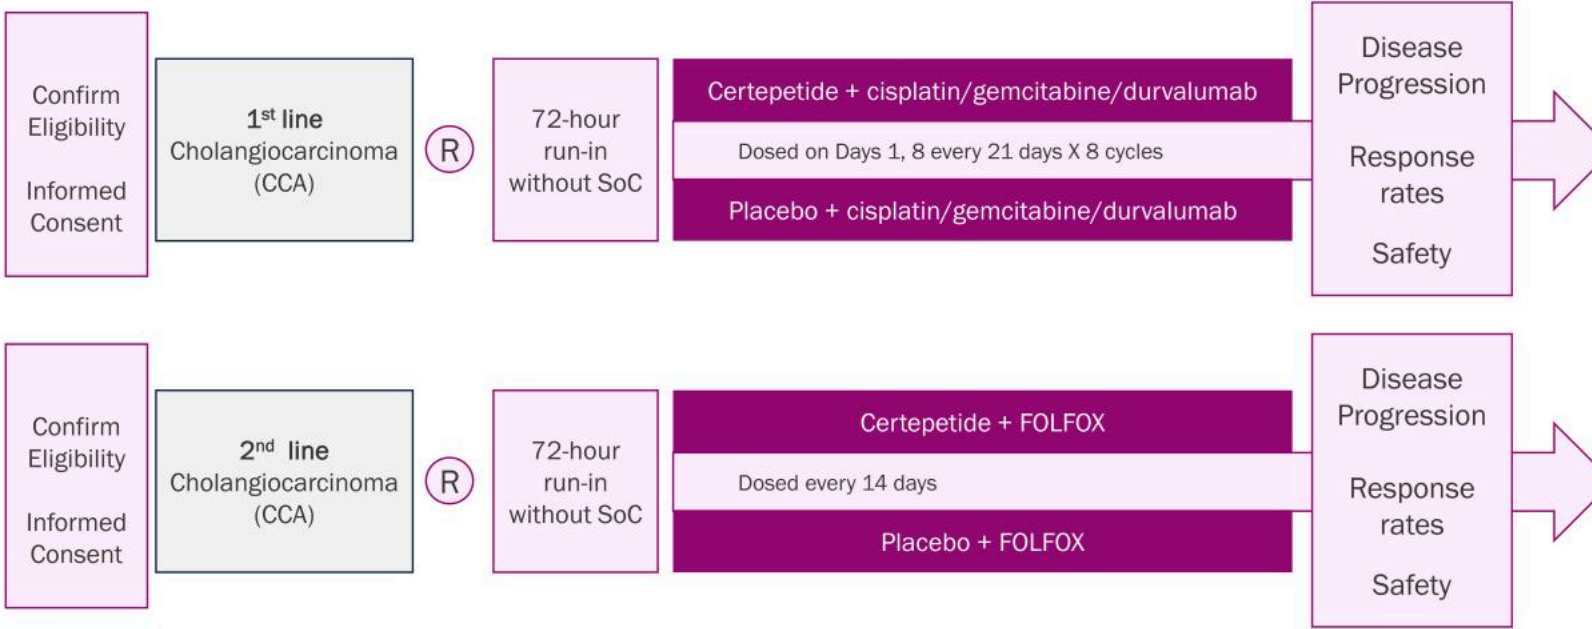 Confirm
Eligibility
Informed
Consent
1st line
Cholangiocarcinoma
(CCA)
R
72-hour
run-in
without SoC
Certepetide + cisplatin/gemcitabine/durvalumab
Dosed on Days 1, 8 every 21 days X 8 cycles
Placebo + cisplatin/gemcitabine/durvalumab
Disease
Progression
Response
rates
Safety
Confirm
Eligibility
Informed
Consent
2nd line
Cholangiocarcinoma
(CCA)
R
72-hour
run-in
without SoC
Certepetide + FOLFOX
Dosed every 14 days
Placebo + FOLFOX
Disease
Progression
Response
rates
Safety